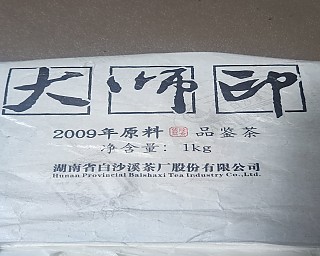 大师印
2009年原料 品鉴茶
净含量：1kg
湖南省白沙溪茶厂股份有限公司
Hunan Provincial Baishaxi Tea Industry Co.,Ltd.